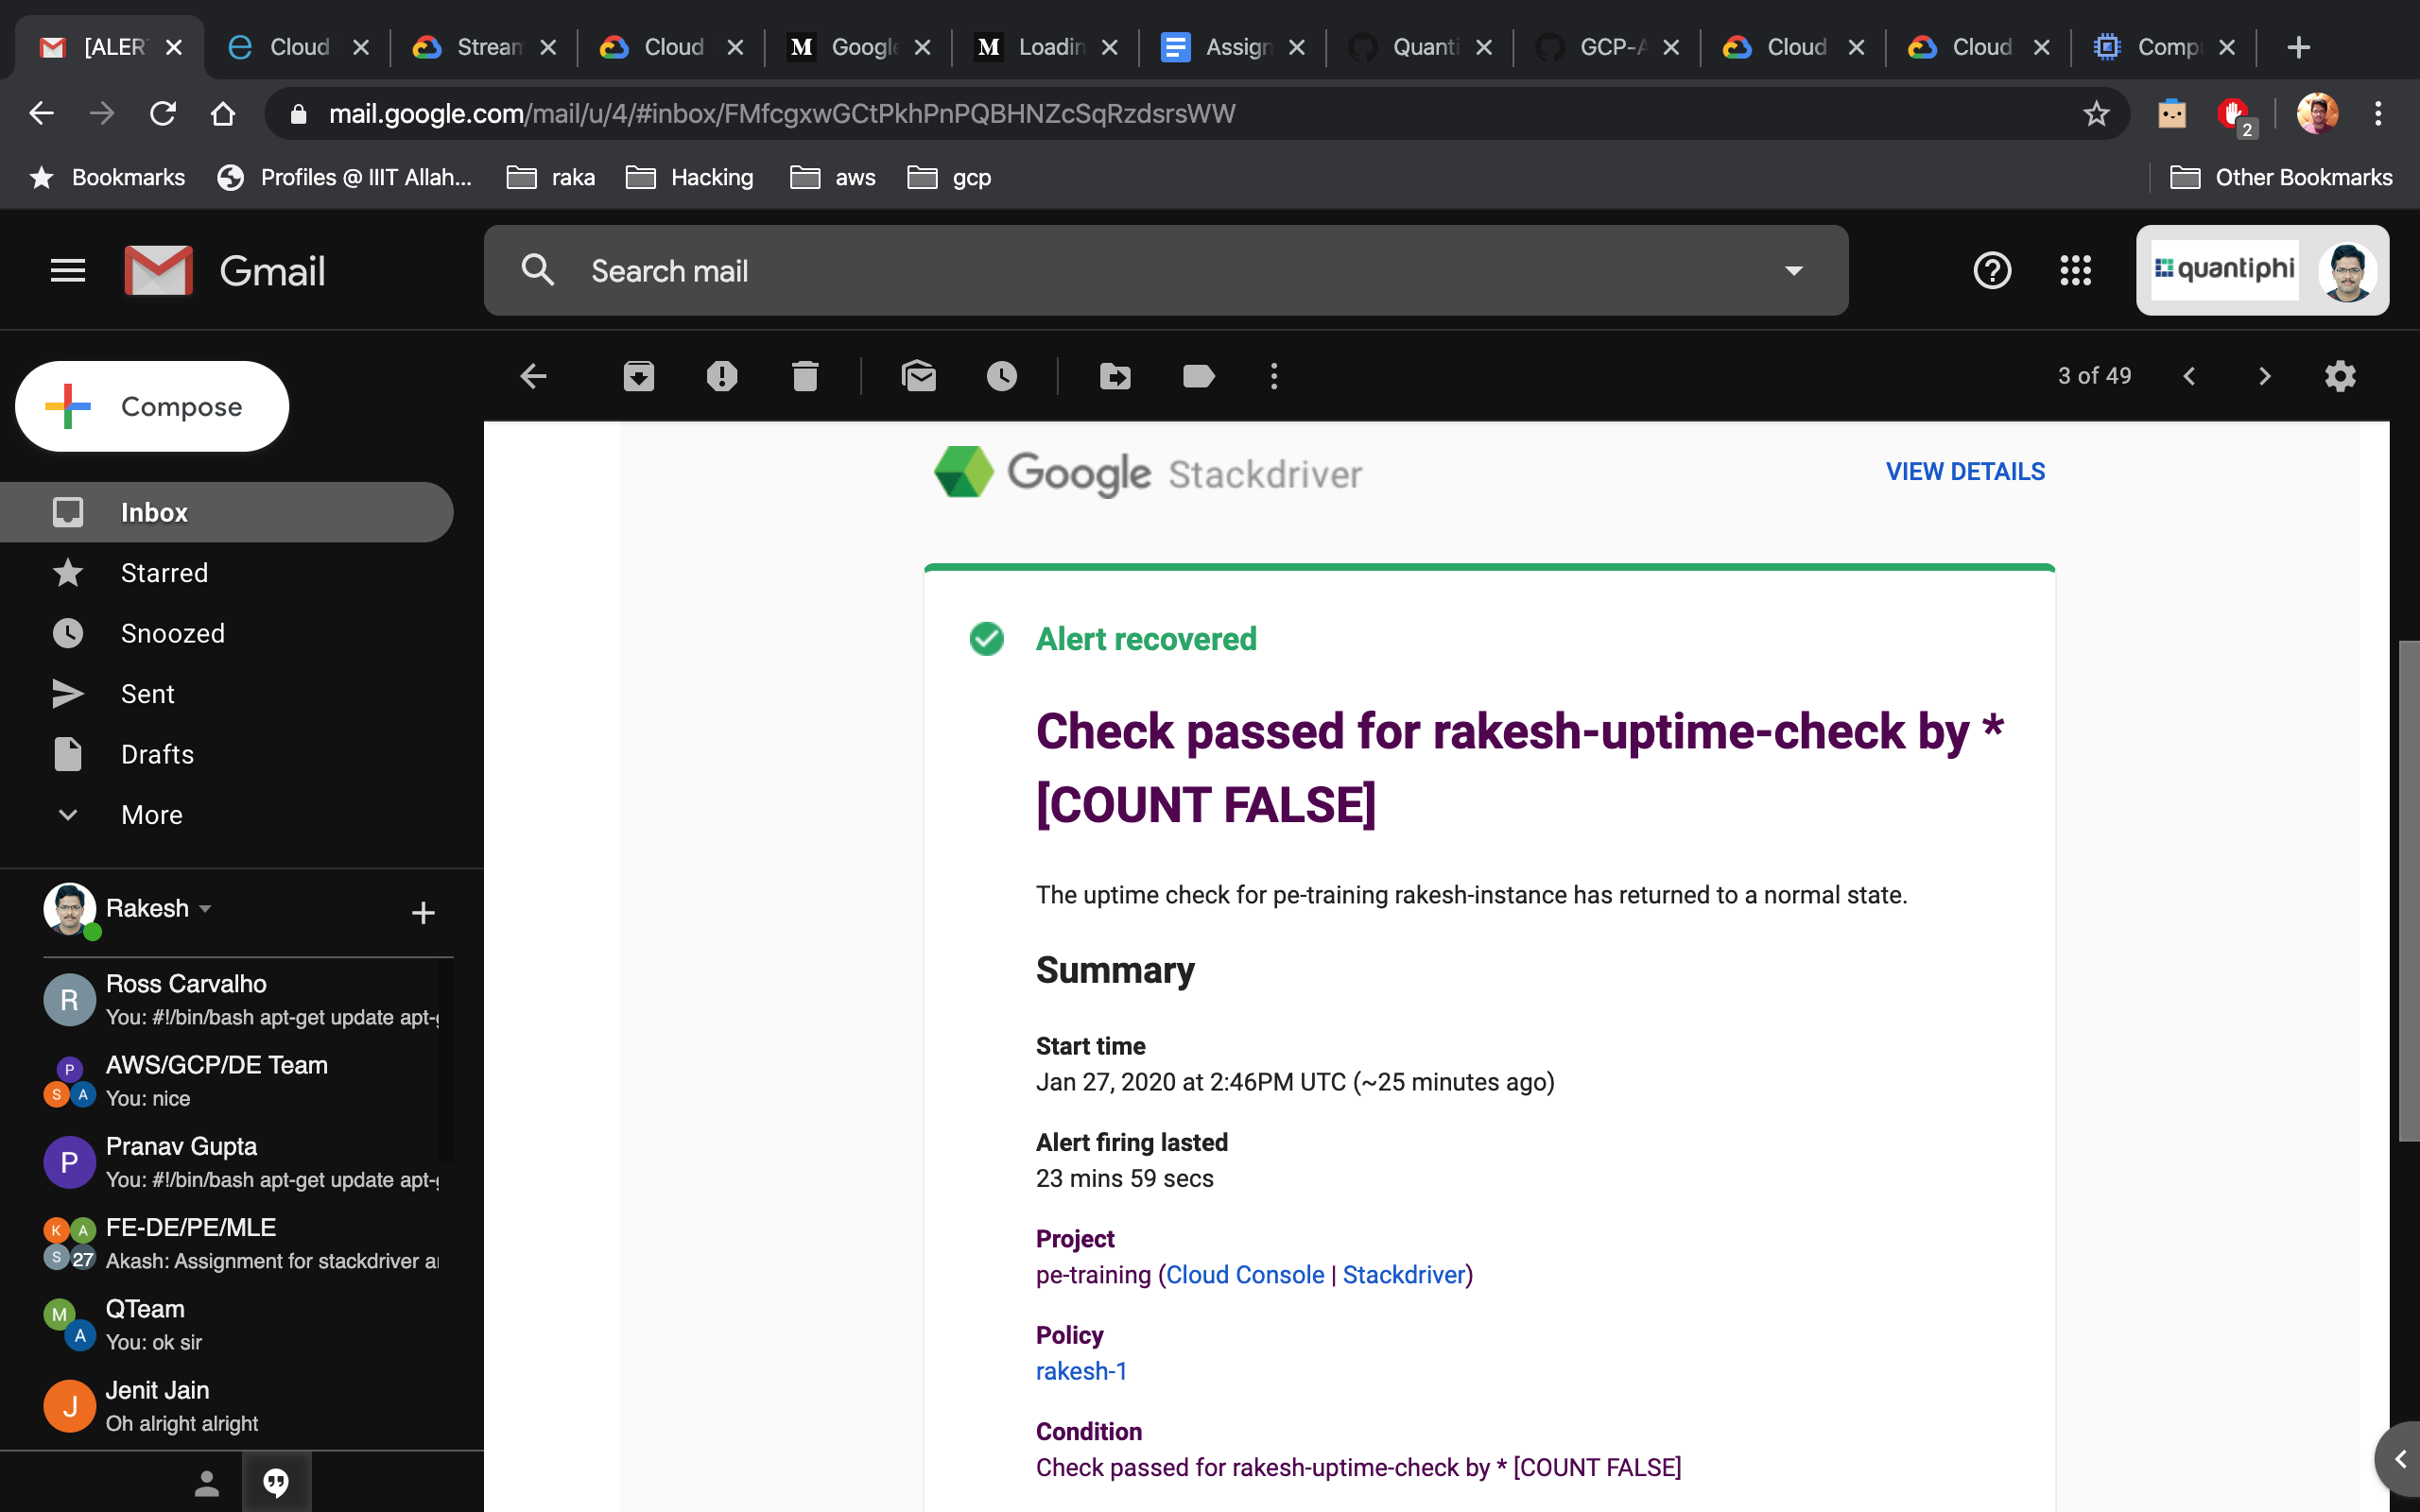 [ALER
Cloud
Stream
Cloud
Google
Loadin
Assign
Quanti
GCP-A
Cloud
Cloud
Comp
mail.google.com/mail/u/4/#inbox/FMfcgxwGCtPkhPnPQBHNZcSqRzdsrsWW
2
Bookmarks
Profiles @ IIIT Allah...
raka
Hacking
aws
gcp
Other Bookmarks
Gmail
Search mail
quantiphi
Compose
3 of 49
Inbox
Starred
Snoozed
Sent
Drafts
More
Rakesh
R
Ross Carvalho
You: #!/bin/bash apt-get update apt-g
P
S A
AWS/GCP/DE Team
You: nice
P
Pranav Gupta
You: #!/bin/bash apt-get update apt-g
K A
S 27
FE-DE/PE/MLE
Akash: Assignment for stackdriver a
M
A
QTeam
You: ok sir
J
Jenit Jain
Oh alright alright
Google Stackdriver
VIEW DETAILS
Alert recovered
Check passed for rakesh-uptime-check by *
[COUNT FALSE]
The uptime check for pe-training rakesh-instance has returned to a normal state.
Summary
Start time
Jan 27, 2020 at 2:46PM UTC (~25 minutes ago)
Alert firing lasted
23 mins 59 secs
Project
pe-training (Cloud Console | Stackdriver)
Policy
rakesh-1
Condition
Check passed for rakesh-uptime-check by * [COUNT FALSE]